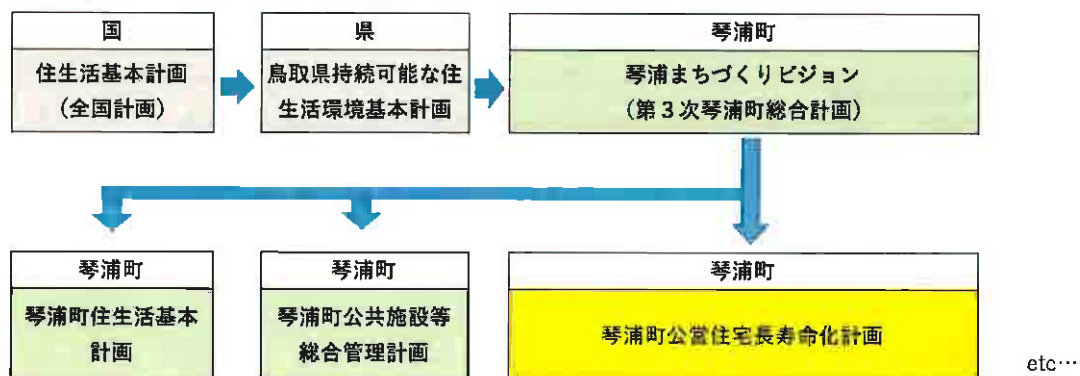 国
住生活基本計画
（全国計画）
県
鳥取県持続可能な住
生活環境基本計画
琴浦町
琴浦まちづくりビジョン
（第３次琴浦町総合計画）
琴浦町
琴浦町住生活基本
計画
琴浦町
琴浦町公共施設等
総合管理計画
琴浦町
琴浦町公営住宅長寿命化計画
etc…